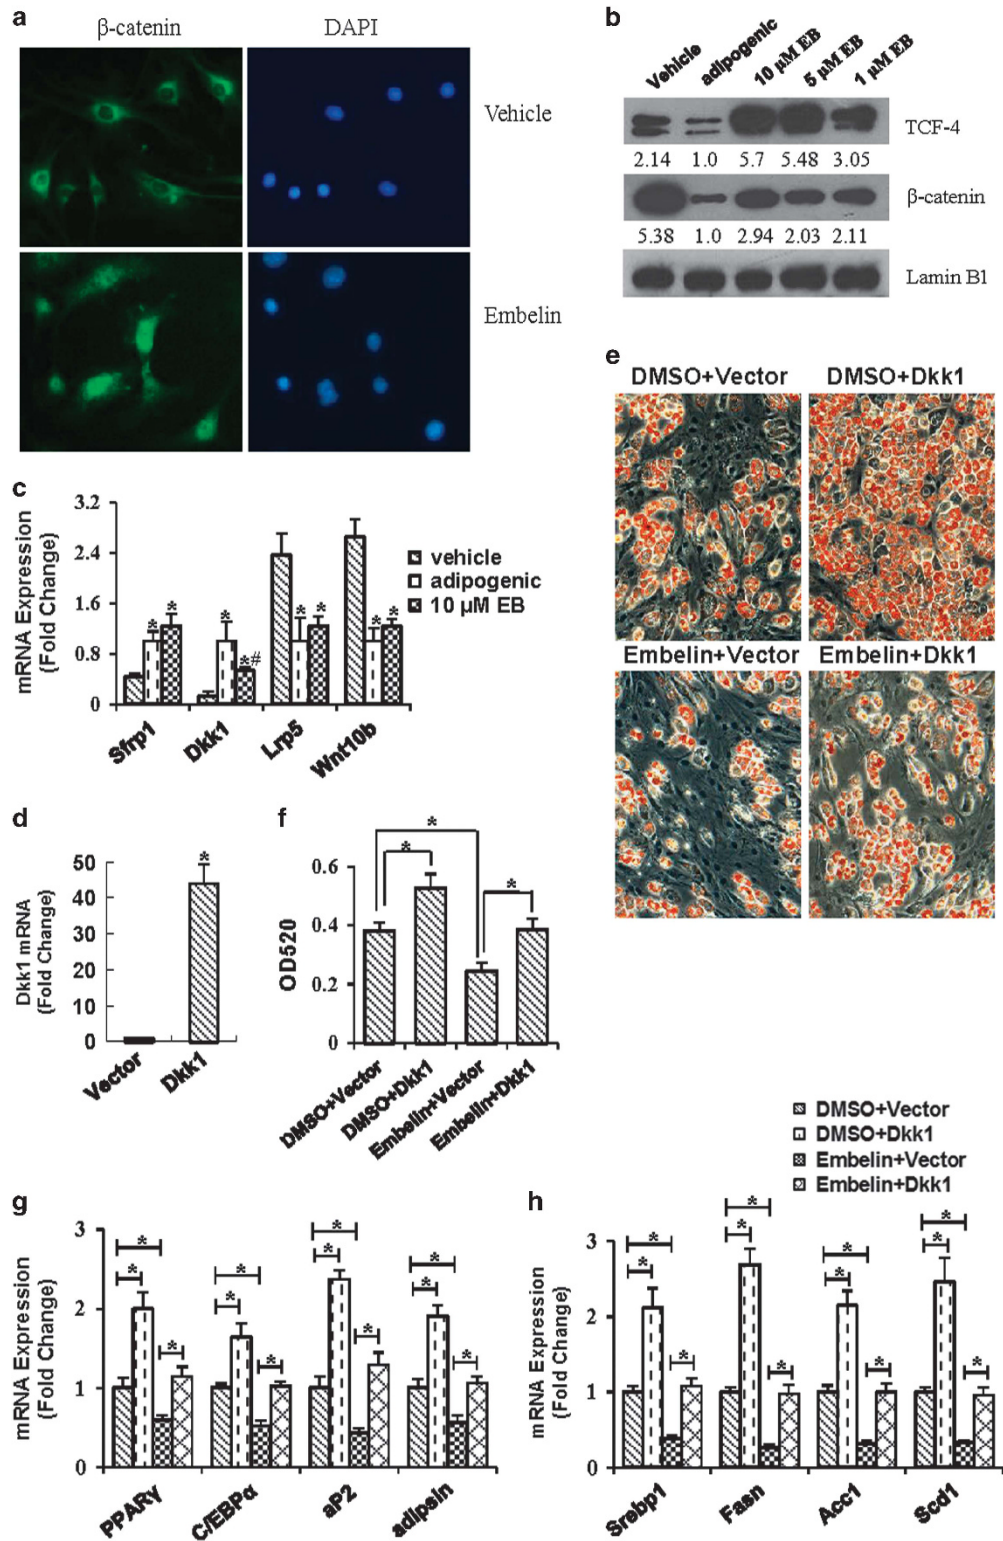 a
β-catenin
DAPI
Vehicle
Embelin
b
Vehicle
adipogenic
10 µM EB
5 µM EB
1 µM EB
TCF-4
2.14 1.0 5.7 5.48 3.05
β-catenin
5.38 1.0 2.94 2.03 2.11
Lamin B1
c
mRNA Expression
(Fold Change)
3.2
2.4
1.6
0.8
0
vehicle
adipogenic
10 µM EB
* * * *# * * * *
Sfrp1
Dkk1
Lrp5
Wnt10b
d
Dkk1 mRNA
(Fold Change)
50
40
30
20
10
0
*
Vector
Dkk1
e
DMSO+Vector
DMSO+Dkk1
Embelin+Vector
Embelin+Dkk1
f
OD520
0.6
0.4
0.2
0
* * *
DMSO+Vector
DMSO+Dkk1
Embelin+Vector
Embelin+Dkk1
DMSO+Vector
DMSO+Dkk1
Embelin+Vector
Embelin+Dkk1
g
mRNA Expression
(Fold Change)
3
2
1
0
* * * * * * * * * * * *
PPARγ
C/EBPα
aP2
adipsin
h
mRNA Expression
(Fold Change)
3
2
1
0
* * * * * * * * * * * *
Srebp1
Fasn
Acc1
Scd1